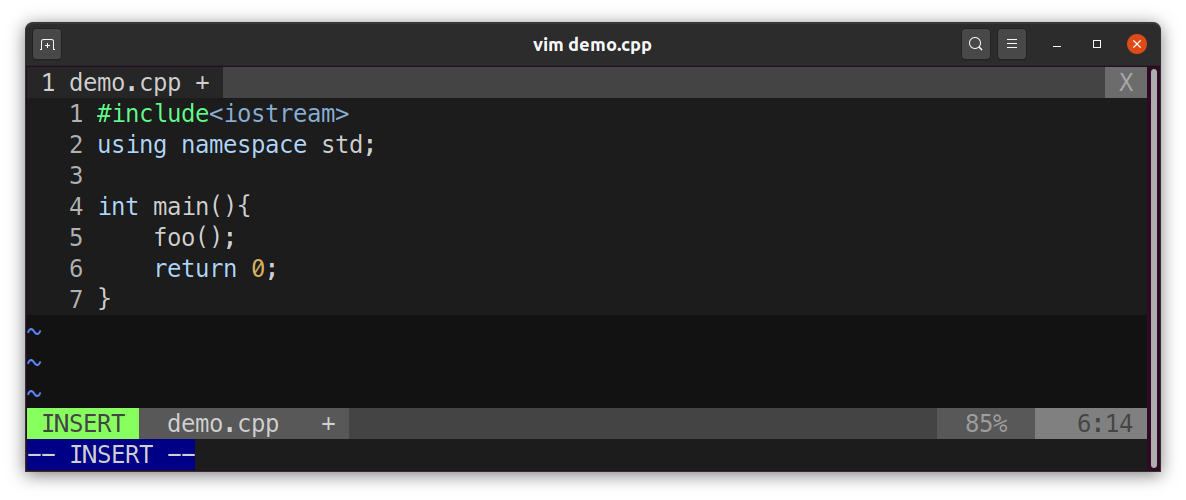 vim demo.cpp
1 demo.cpp + X
1 #include<iostream>
2 using namespace std;
3
4 int main(){
5     foo();
6     return 0;
7 }
~
~
~
INSERT demo.cpp + 85% 6:14
-- INSERT --